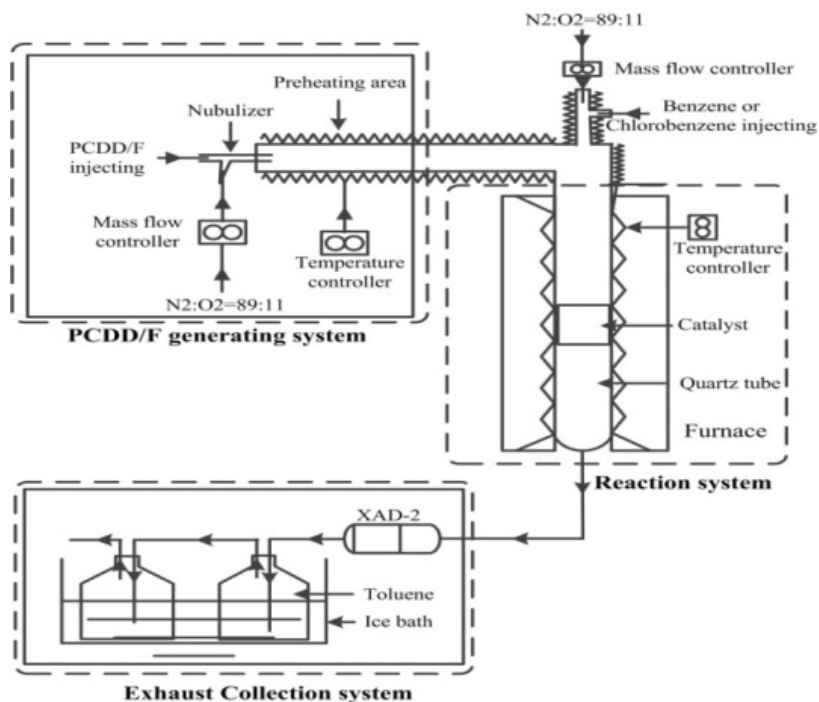 N2:O2=89:11
Mass flow controller
Preheating area
Nubulizer
Benzene or
Chlorobenzene injecting
PCDD/F
injecting
Mass flow
controller
Temperature
controller
Temperature
controller
N2:O2=89:11
PCDD/F generating system
Catalyst
Quartz tube
Furnace
Reaction system
XAD-2
Toluene
Ice bath
Exhaust Collection system